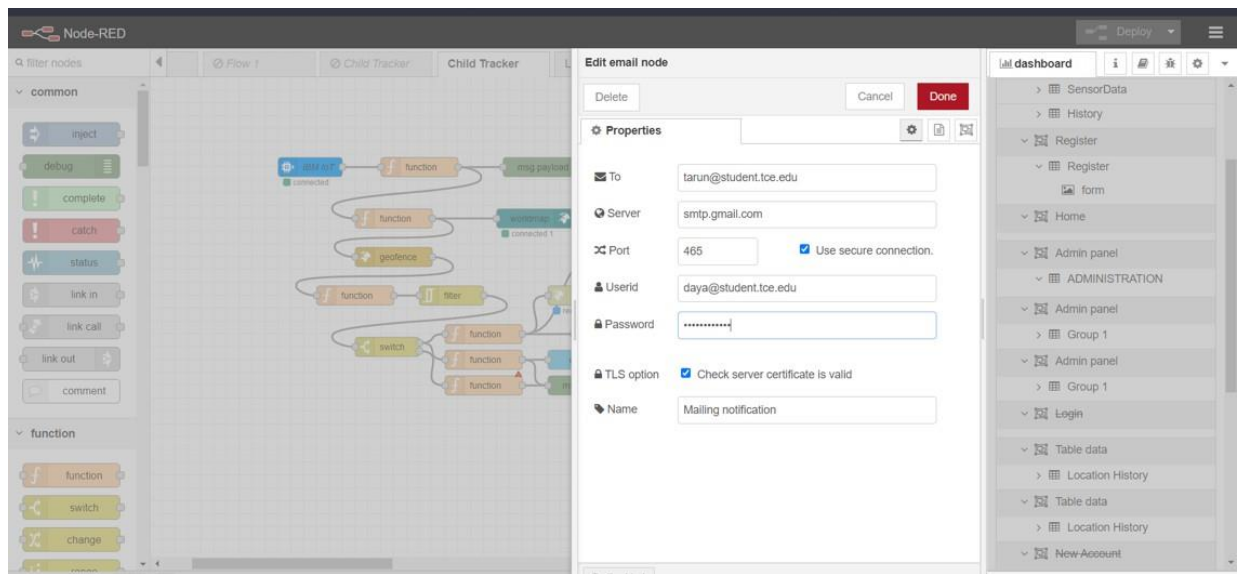 Node-RED
Deploy
filter nodes
Flow 1
Child Tracker
Child Tracker
common
inject
debug
complete
catch
status
link in
link call
link out
comment
function
function
switch
change
IBM IoT
connected
function
msg.payload
function
worldmap
connected 1
geofence
function
filter
switch
function
function
function
Edit email node
Delete
Cancel
Done
Properties
To
tarun@student.tce.edu
Server
smtp.gmail.com
Port
465
Use secure connection.
Userid
daya@student.tce.edu
Password
••••••••••••
TLS option
Check server certificate is valid
Name
Mailing notification
dashboard
SensorData
History
Register
Register
form
Home
Admin panel
ADMINISTRATION
Admin panel
Group 1
Admin panel
Group 1
Login
Table data
Location History
Table data
Location History
New Account